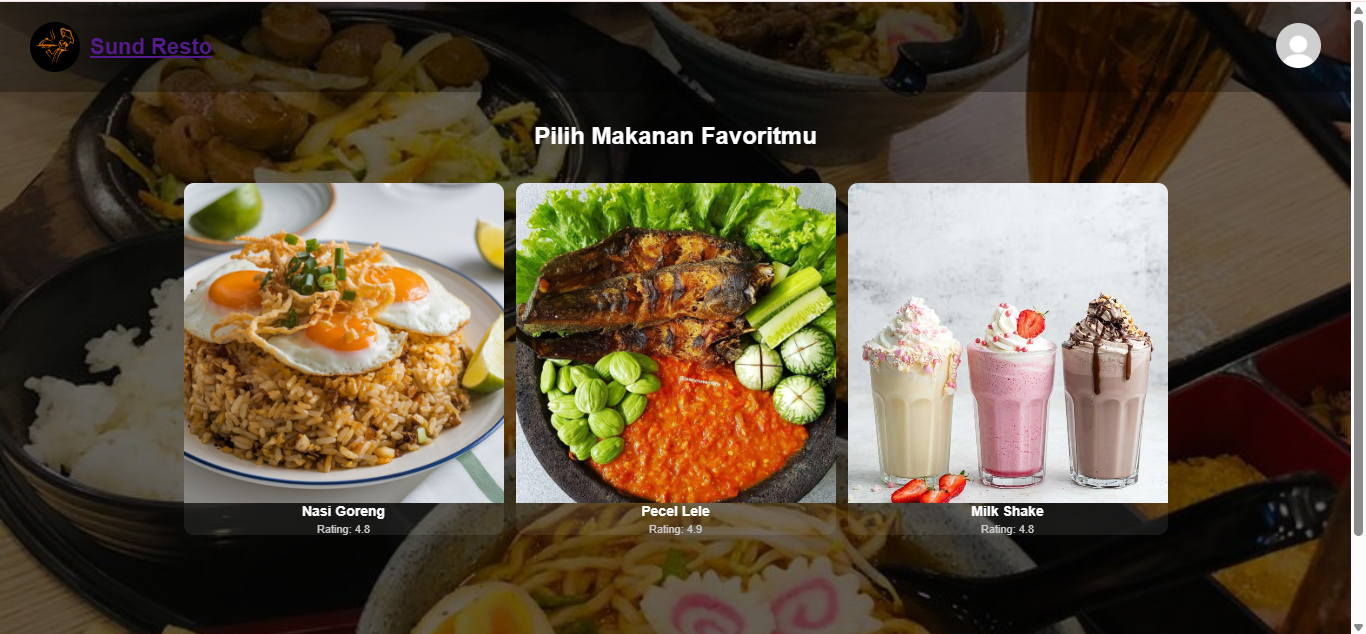 Sund Resto
Pilih Makanan Favoritmu
Nasi Goreng
Rating: 4.8
Pecel Lele
Rating: 4.9
Milk Shake
Rating: 4.8